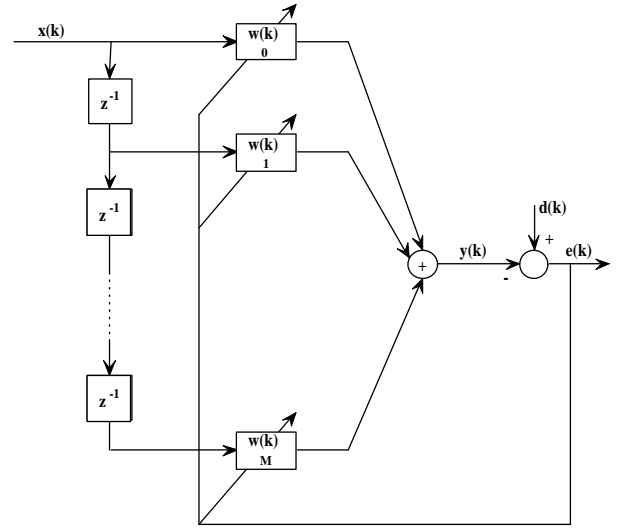 x(k)
w(k)
0
z-1
w(k)
1
z-1
d(k)
+
y(k)
e(k)
+
-
z-1
w(k)
M